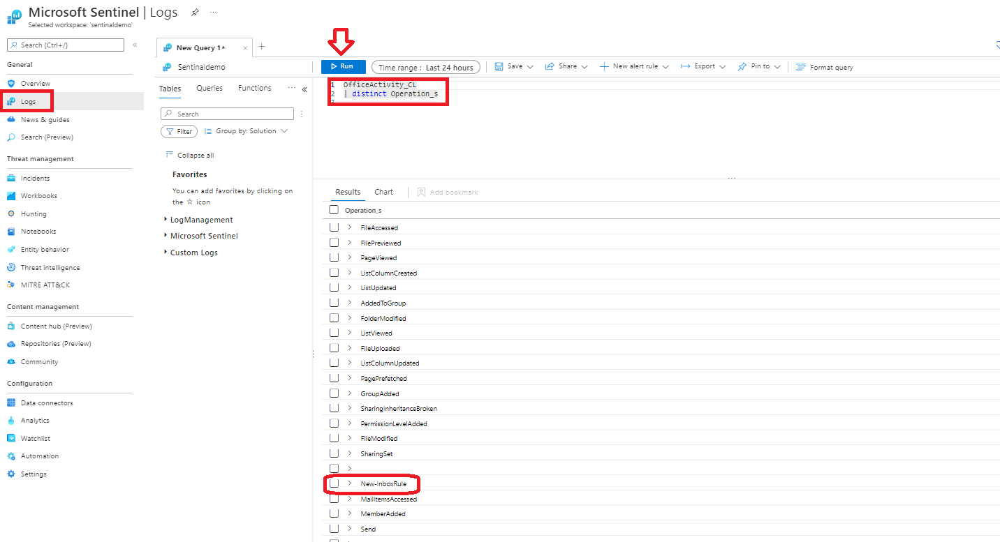 Microsoft Sentinel | Logs
Selected workspace: 'sentinaldemo'
Search (Ctrl+/)
General
Overview
Logs
News & guides
Search (Preview)
Threat management
Incidents
Workbooks
Hunting
Notebooks
Entity behavior
Threat intelligence
MITRE ATT&CK
Content management
Content hub (Preview)
Repositories (Preview)
Community
Configuration
Data connectors
Analytics
Watchlist
Automation
Settings
New Query 1*
Sentinaldemo
Run
Time range : Last 24 hours
Save
Share
New alert rule
Export
Pin to
Format query
Tables
Queries
Functions
Search
Filter
Group by: Solution
Collapse all
Favorites
You can add favorites by clicking on
the ☆ icon
LogManagement
Microsoft Sentinel
Custom Logs
1 OfficeActivity_CL
2 | distinct Operation_s
3
Results
Chart
Add bookmark
Operation_s
FileAccessed
FilePreviewed
PageViewed
ListColumnCreated
ListUpdated
AddedToGroup
FolderModified
ListViewed
FileUploaded
ListColumnUpdated
PagePrefetched
GroupAdded
SharingInheritanceBroken
PermissionLevelAdded
FileModified
SharingSet
New-InboxRule
MailItemsAccessed
MemberAdded
Send